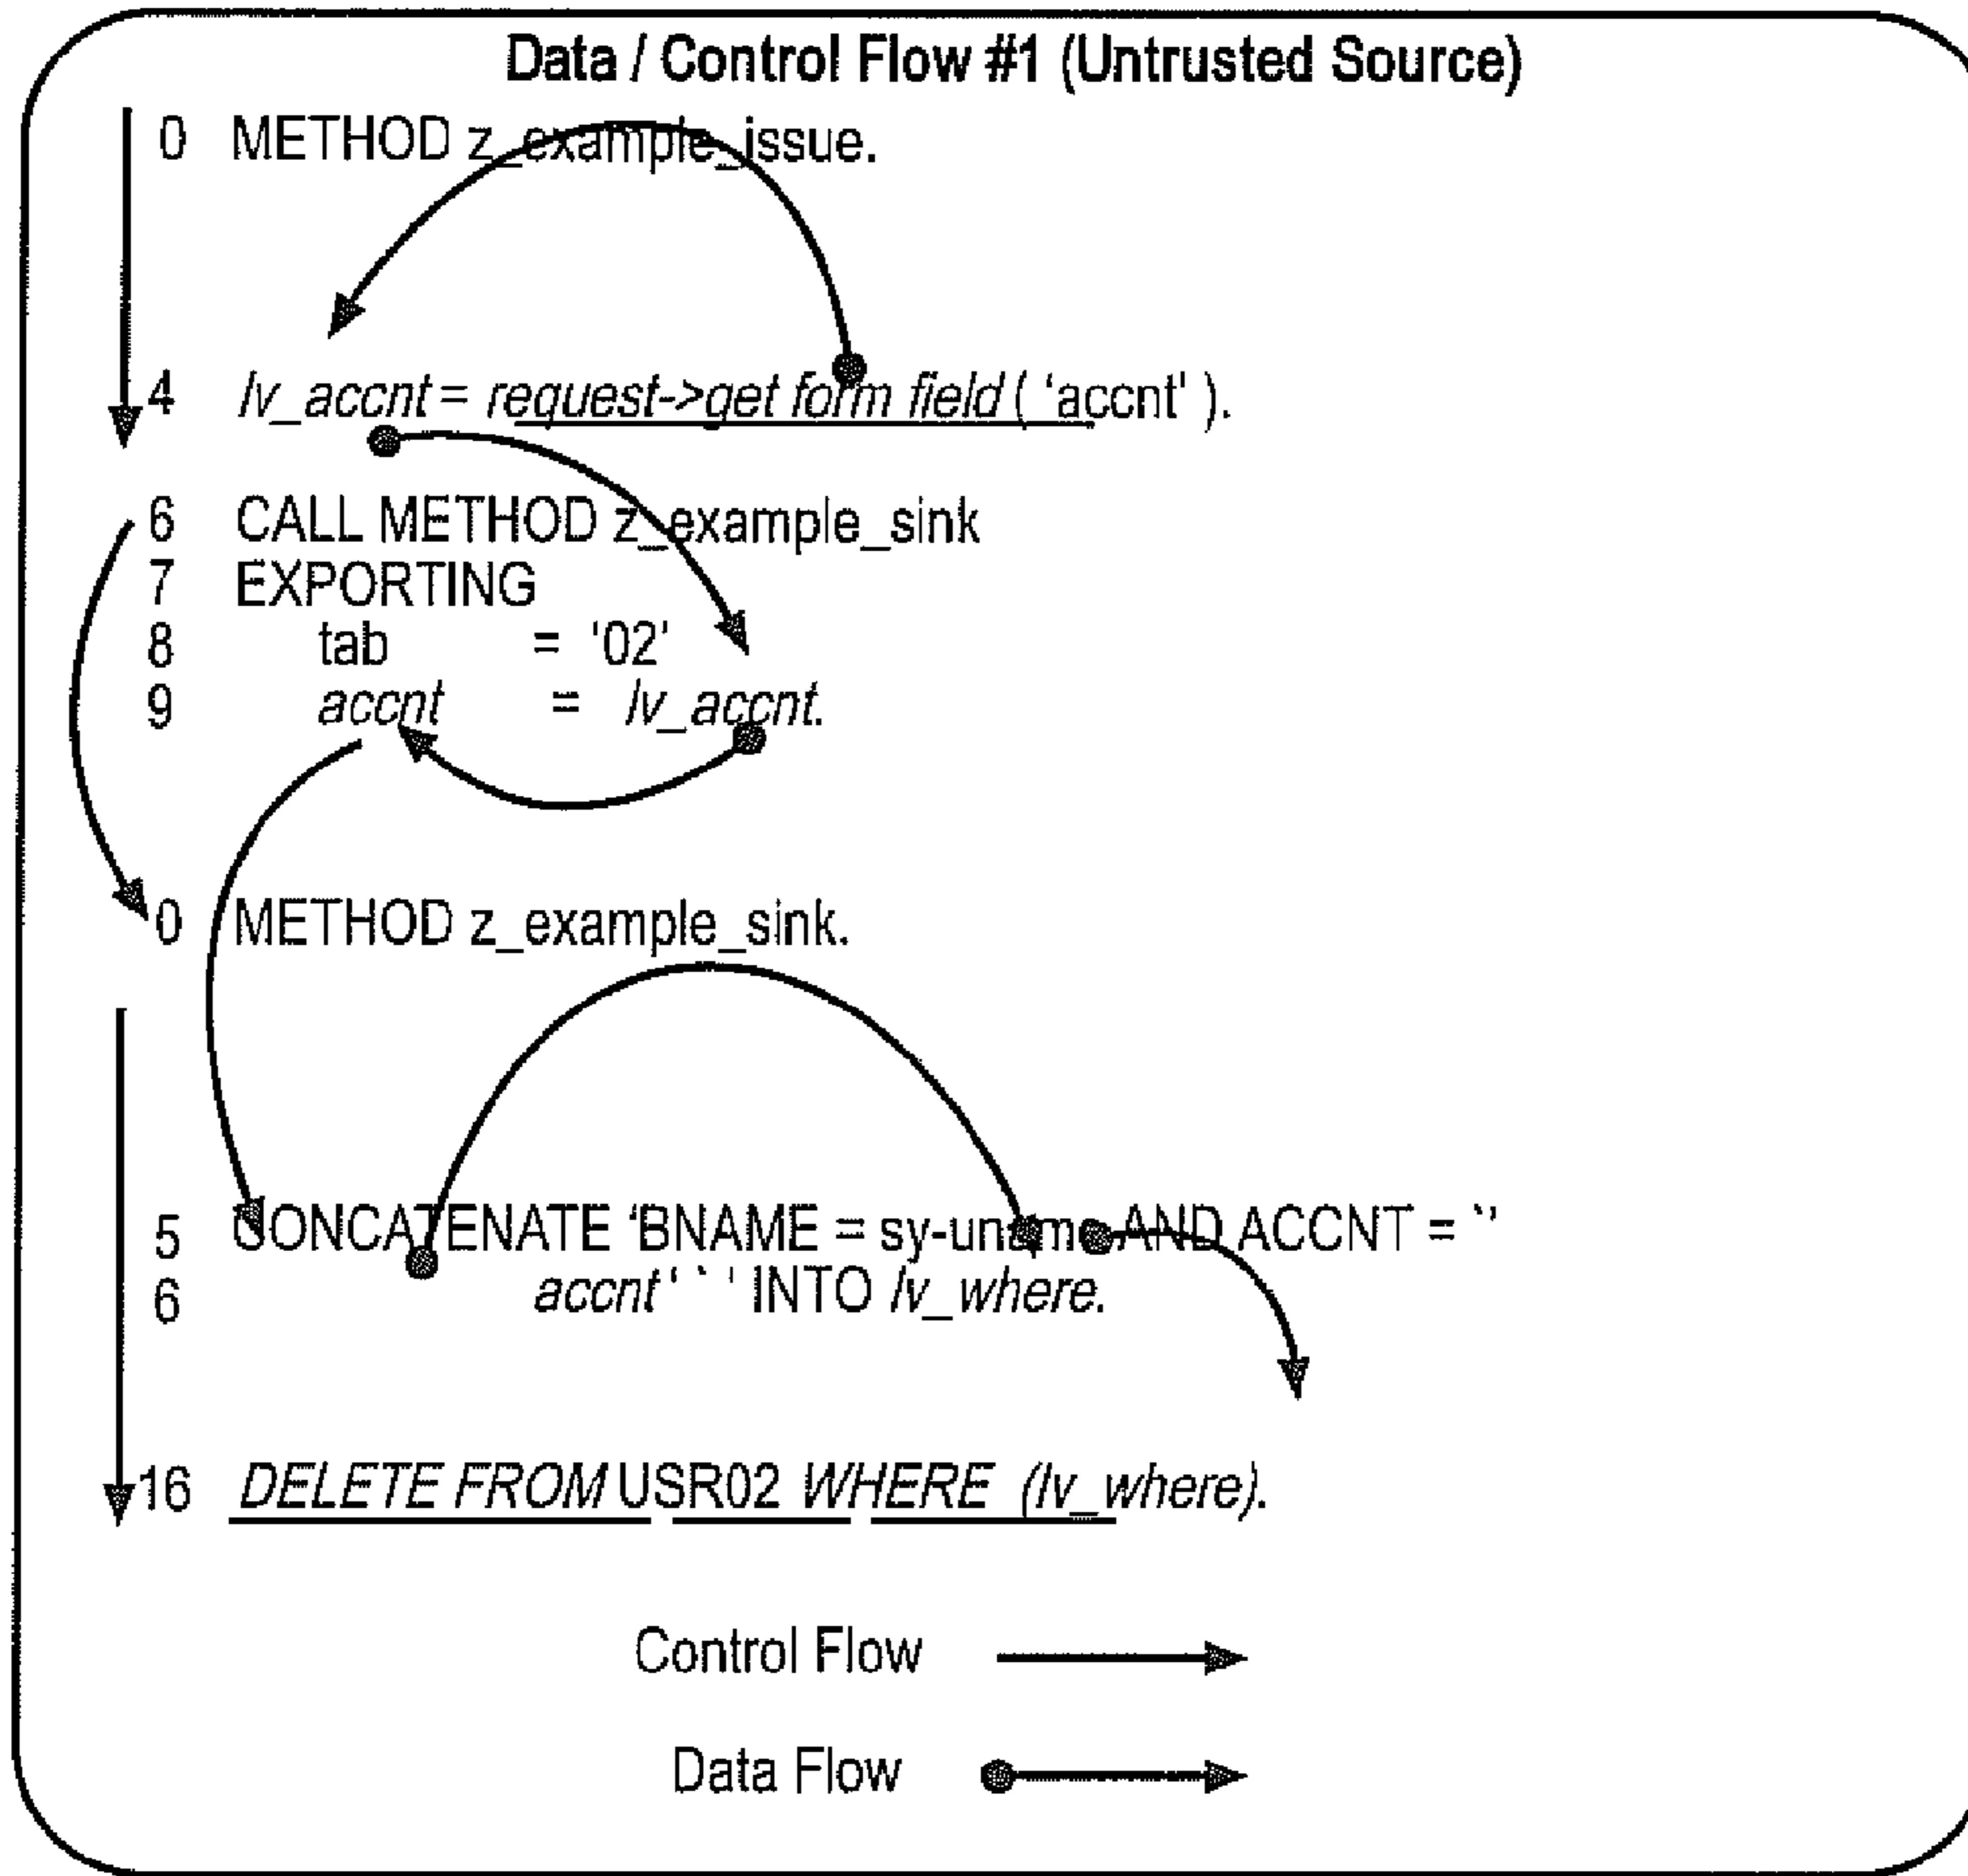 Data / Control Flow #1 (Untrusted Source)
0 METHOD z_example_issue.
4 lv_accnt = request->get form field ( ‘accnt' ).
6 CALL METHOD z_example_sink
7 EXPORTING
8 tab = ‘02’
9 accnt = lv_accnt.
0 METHOD z_example_sink.
5 CONCATENATE ‘BNAME = sy-uname AND ACCNT = `’
6 accnt ‘ ` ' INTO lv_where.
16 DELETE FROM USR02 WHERE (lv_where).
Control Flow
Data Flow